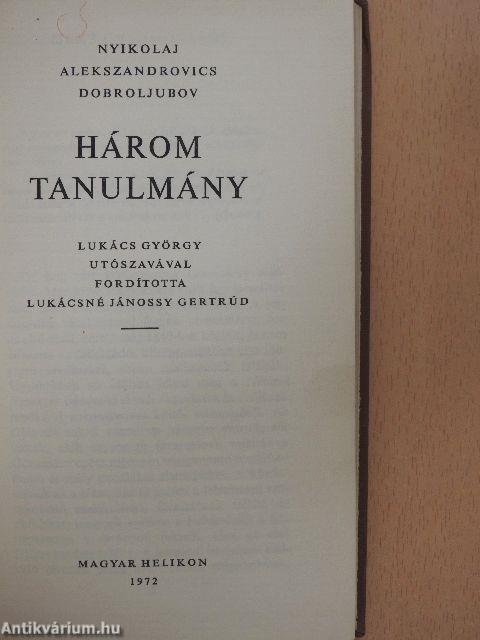 NYIKOLAJ
ALEKSZANDROVICS
DOBROLJUBOV
HÁROM
TANULMÁNY
LUKÁCS GYÖRGY
UTÓSZAVÁVAL
FORDÍTOTTA
LUKÁCSNÉ JÁNOSSY GERTRÚD
MAGYAR HELIKON
1972
Antikvárium.hu